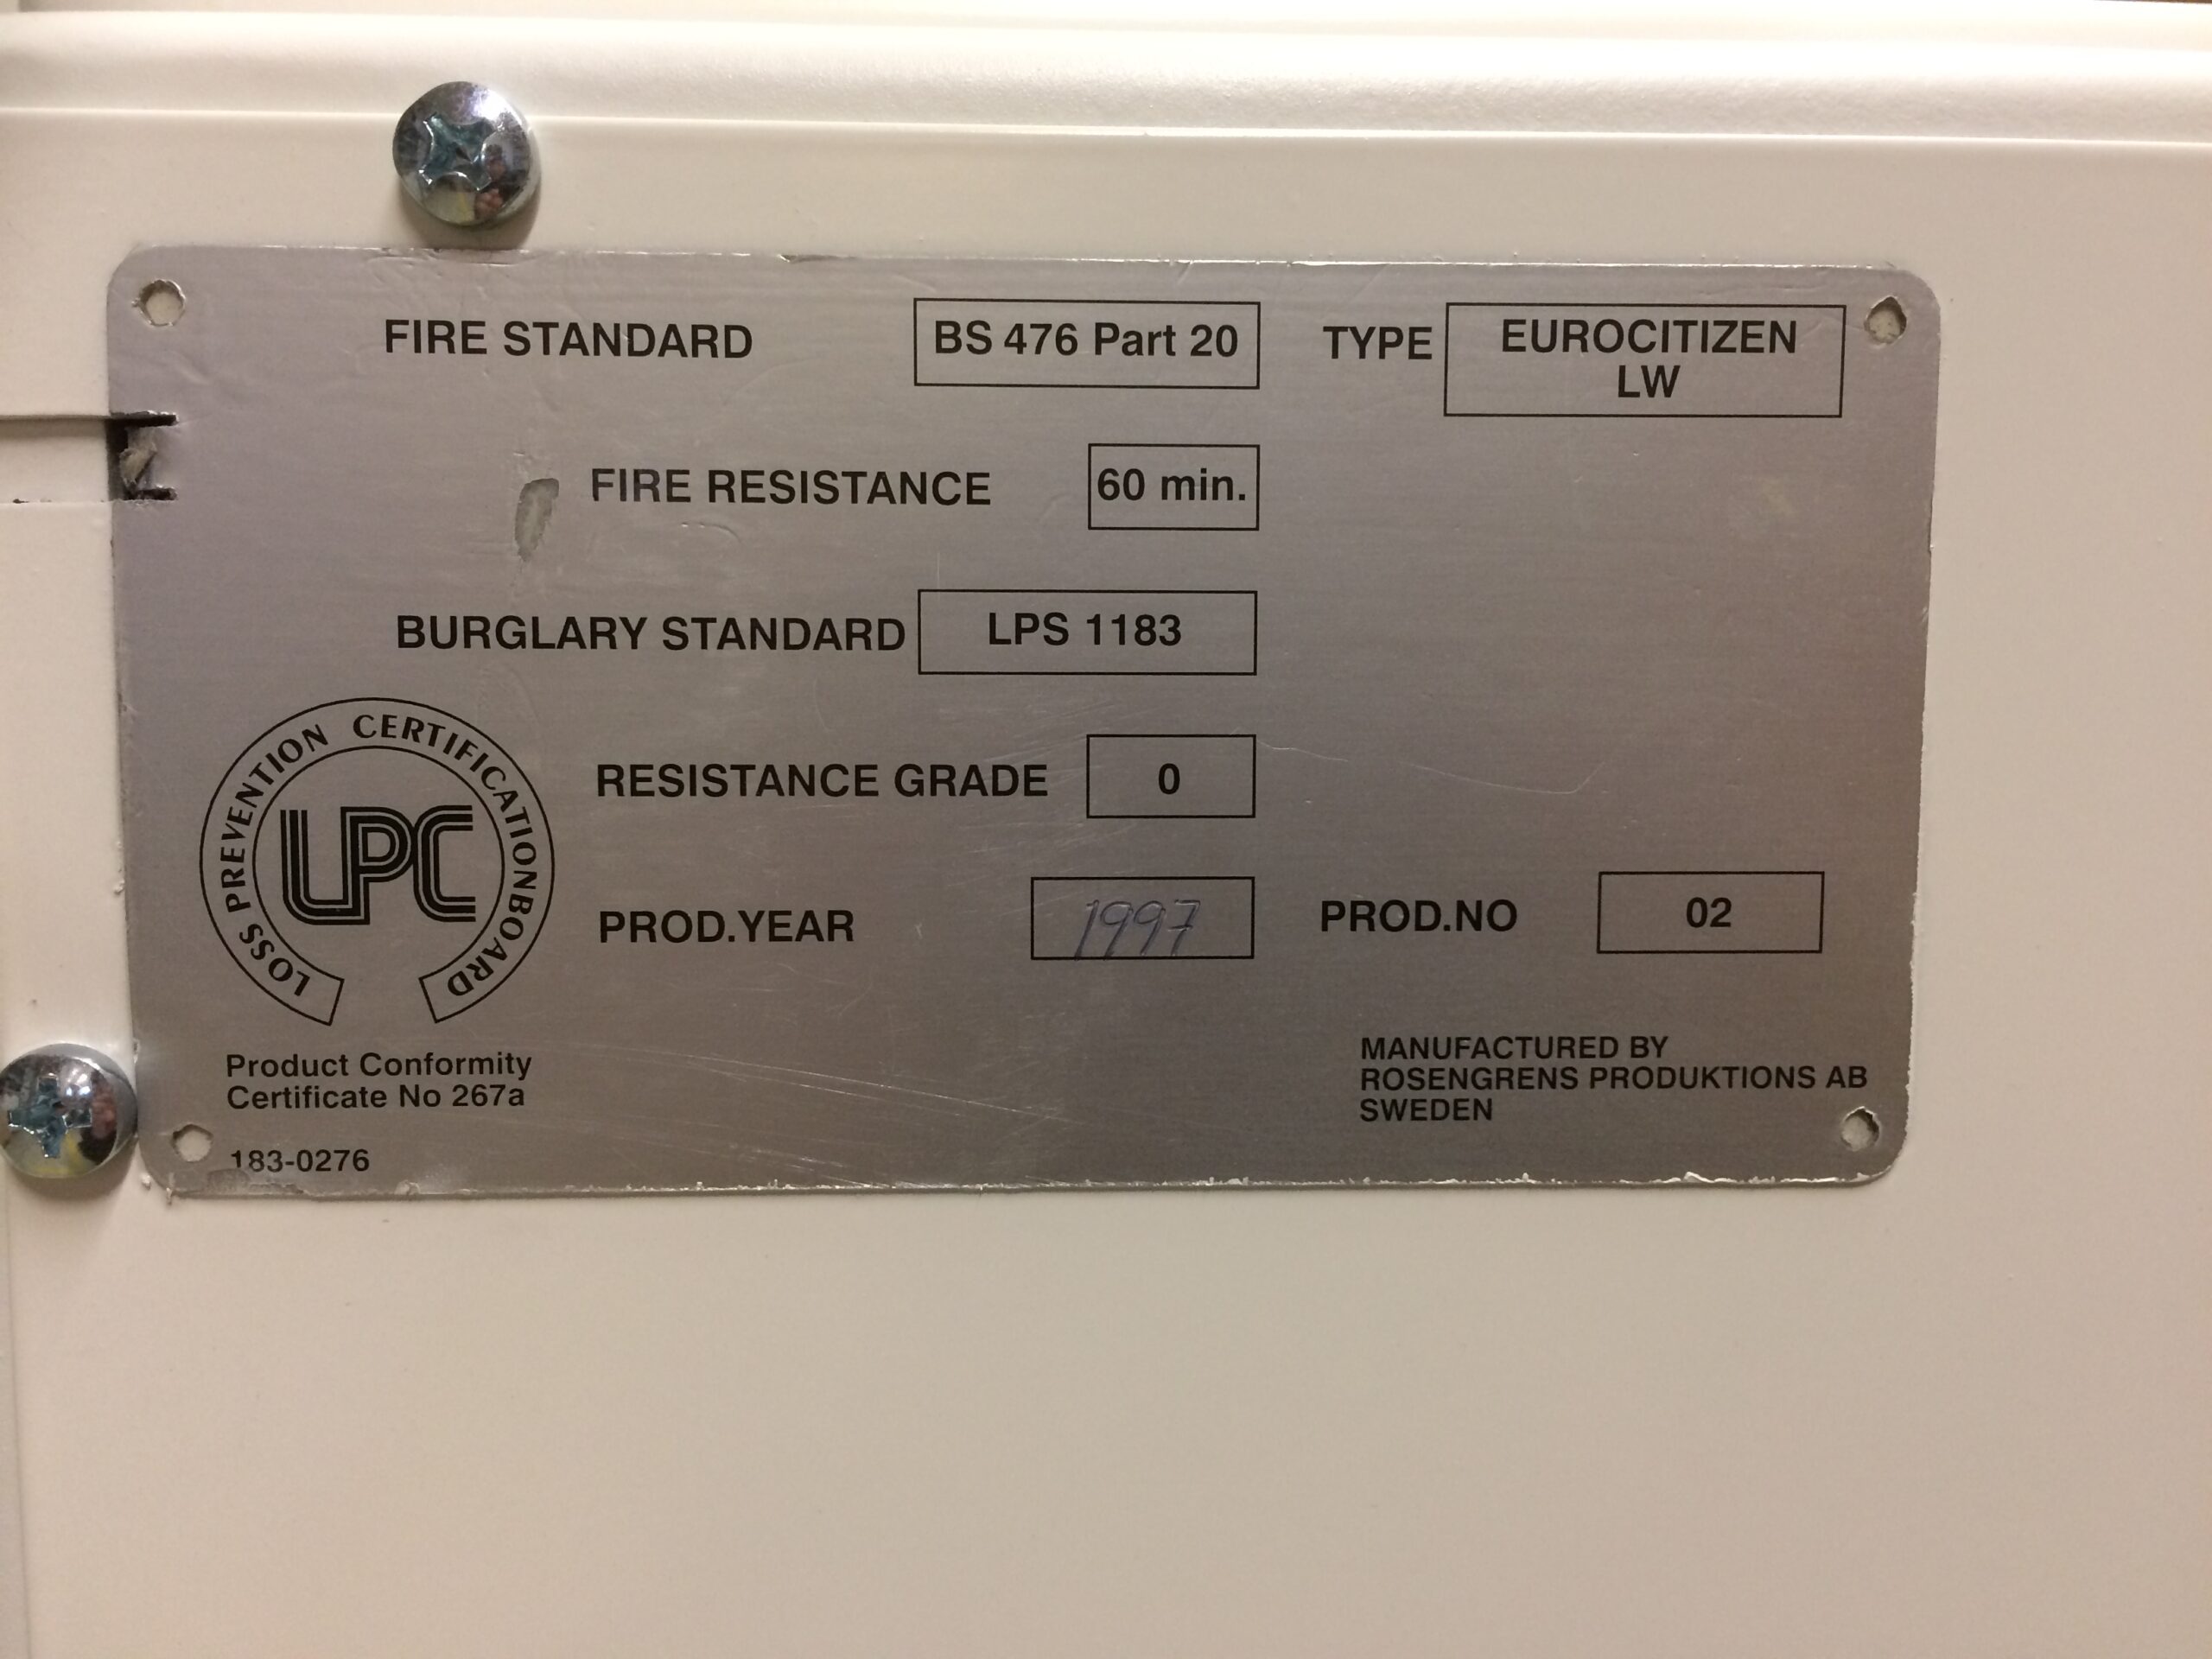 FIRE STANDARD BS 476 Part 20 TYPE EUROCITIZEN
LW
FIRE RESISTANCE 60 min.
BURGLARY STANDARD LPS 1183
RESISTANCE GRADE 0
PROD.YEAR 1997 PROD.NO 02
LOSS PREVENTION CERTIFICATION BOARD
LPC
Product Conformity
Certificate No 267a
183-0276
MANUFACTURED BY
ROSENGRENS PRODUKTIONS AB
SWEDEN